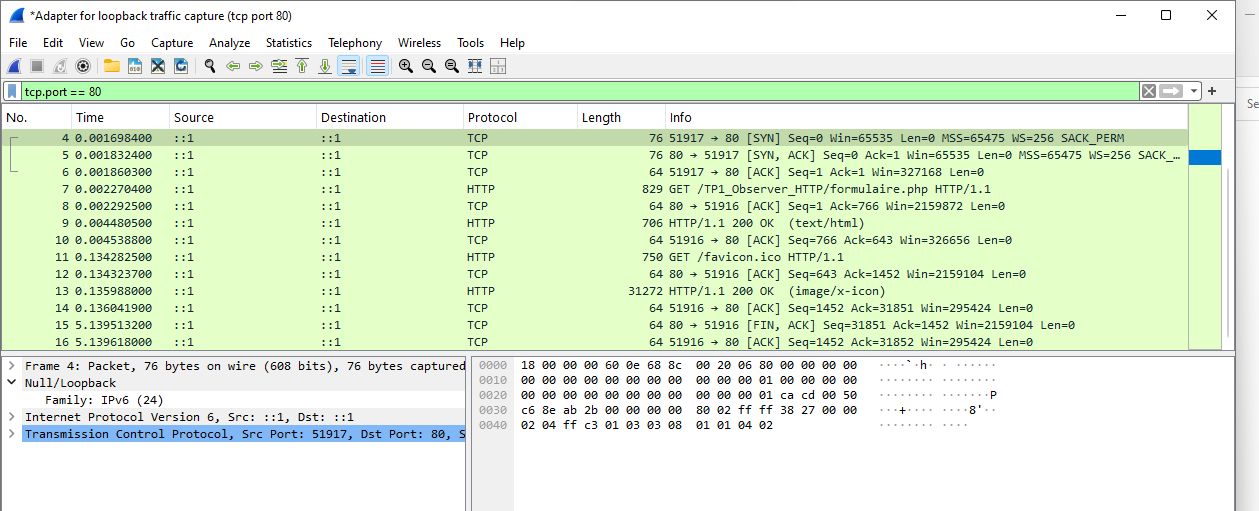 *Adapter for loopback traffic capture (tcp port 80)
File Edit View Go Capture Analyze Statistics Telephony Wireless Tools Help
tcp.port == 80
Se
No. Time Source Destination Protocol Length Info
4 0.001698400 ::1 ::1 TCP 76 51917 → 80 [SYN] Seq=0 Win=65535 Len=0 MSS=65475 WS=256 SACK_PERM
5 0.001832400 ::1 ::1 TCP 76 80 → 51917 [SYN, ACK] Seq=0 Ack=1 Win=65535 Len=0 MSS=65475 WS=256 SACK_…
6 0.001860300 ::1 ::1 TCP 64 51917 → 80 [ACK] Seq=1 Ack=1 Win=327168 Len=0
7 0.002270400 ::1 ::1 HTTP 829 GET /TP1_Observer_HTTP/formulaire.php HTTP/1.1
8 0.002292500 ::1 ::1 TCP 64 80 → 51916 [ACK] Seq=1 Ack=766 Win=2159872 Len=0
9 0.004480500 ::1 ::1 HTTP 706 HTTP/1.1 200 OK  (text/html)
10 0.004538800 ::1 ::1 TCP 64 51916 → 80 [ACK] Seq=766 Ack=643 Win=326656 Len=0
11 0.134282500 ::1 ::1 HTTP 750 GET /favicon.ico HTTP/1.1
12 0.134323700 ::1 ::1 TCP 64 80 → 51916 [ACK] Seq=643 Ack=1452 Win=2159104 Len=0
13 0.135988000 ::1 ::1 HTTP 31272 HTTP/1.1 200 OK  (image/x-icon)
14 0.136041900 ::1 ::1 TCP 64 51916 → 80 [ACK] Seq=1452 Ack=31851 Win=295424 Len=0
15 5.139513200 ::1 ::1 TCP 64 80 → 51916 [FIN, ACK] Seq=31851 Ack=1452 Win=2159104 Len=0
16 5.139618000 ::1 ::1 TCP 64 51916 → 80 [ACK] Seq=1452 Ack=31852 Win=295424 Len=0
Frame 4: Packet, 76 bytes on wire (608 bits), 76 bytes captured
Null/Loopback
Family: IPv6 (24)
Internet Protocol Version 6, Src: ::1, Dst: ::1
Transmission Control Protocol, Src Port: 51917, Dst Port: 80, S
0000 18 00 00 00 60 0e 68 8c 00 20 06 80 00 00 00 00 ····`·h· · ······
0010 00 00 00 00 00 00 00 00 00 00 00 01 00 00 00 00 ········ ········
0020 00 00 00 00 00 00 00 00 00 00 00 01 ca cd 00 50 ········ ·······P
0030 c6 8e ab 2b 00 00 00 00 80 02 ff ff 38 27 00 00 ···+···· ····8'··
0040 02 04 ff c3 01 03 03 08 01 01 04 02 ········ ····